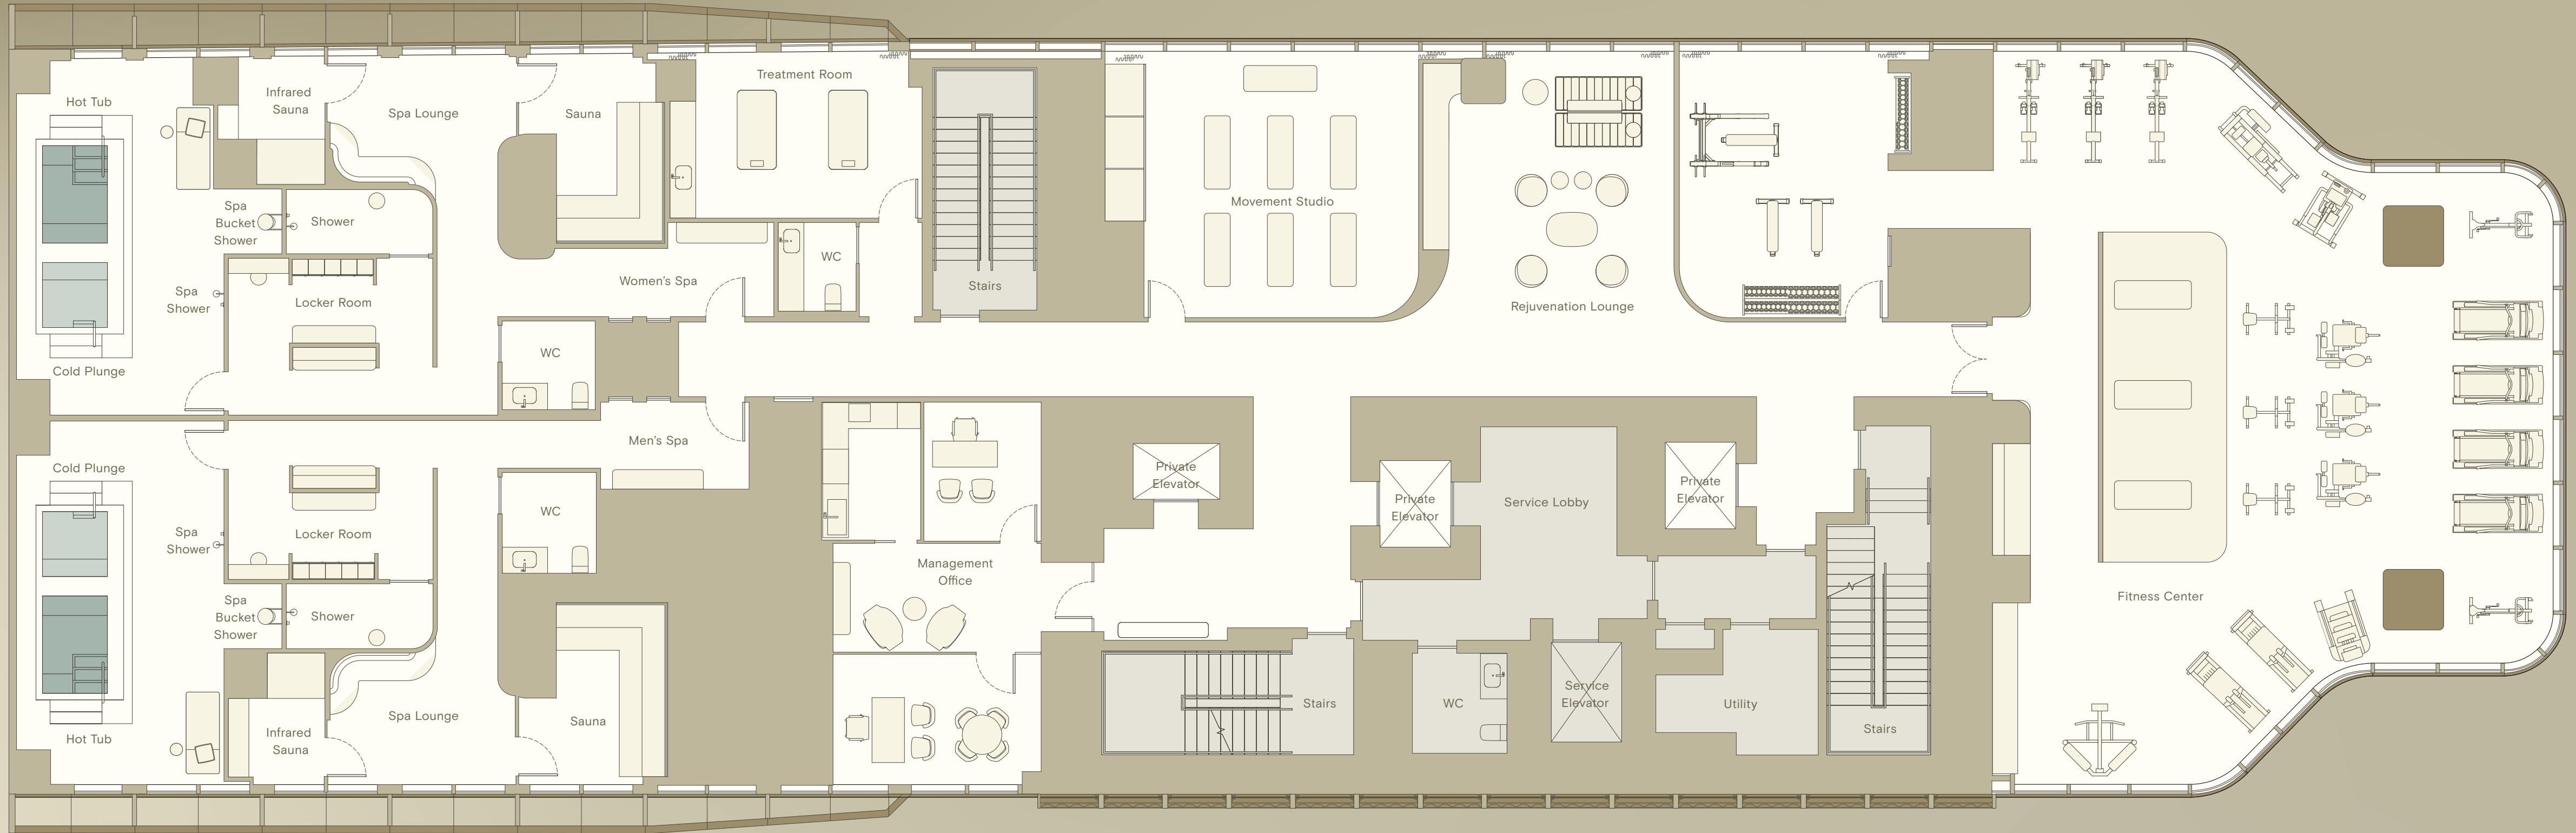 Hot Tub
Infrared
Sauna
Spa Lounge
Sauna
Treatment Room
Spa
Bucket
Shower
Shower
WC
Movement Studio
Women's Spa
Stairs
Rejuvenation Lounge
Spa
Shower
Locker Room
Cold Plunge
WC
Men's Spa
Cold Plunge
Private
Elevator
Private
Elevator
Service Lobby
Private
Elevator
WC
Spa
Shower
Locker Room
Management
Office
Spa
Bucket
Shower
Shower
Fitness Center
Hot Tub
Infrared
Sauna
Spa Lounge
Sauna
Stairs
WC
Service
Elevator
Utility
Stairs